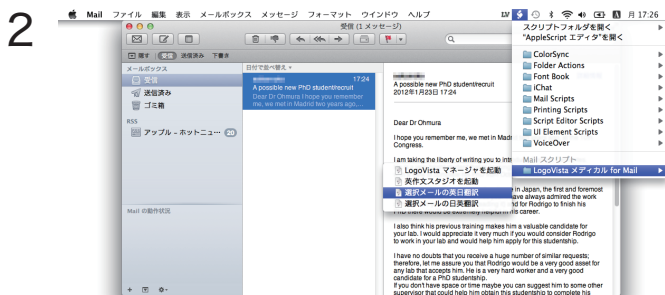 2
Mail ファイル 編集 表示 メールボックス メッセージ フォーマット ウインドウ ヘルプ
月 17:26
受信 (1 メッセージ)
隠す 受信 送信済み 下書き
メールボックス
受信
送信済み
ゴミ箱
RSS
アップル - ホットニュ… 20
Mail の動作状況
日付で並べ替え
17:24
A possible new PhD student/recruit
Dear Dr Ohmura I hope you remember
me, we met in Madrid two years ago,...
A possible new PhD student/recruit
2012年1月23日 17:24
Dear Dr Ohmura
I hope you remember me, we met in Mad
Congress.
I am taking the liberty of writing you to int
in Japan, the first and foremost
ave always admired the work
nd for Rodrigo to finish his
PhD there would be extremely helpful in his career.
I also think his previous training makes him a valuable candidate for
your lab. I would appreciate it very much if you would consider Rodrigo
to work in your lab and would help him apply for this studentship.
I have no doubts that you receive a huge number of similar requests;
therefore, let me assure you that Rodrigo would be a very good asset for
any lab that accepts him. He is a very hard worker and a very good
candidate for a PhD studentship.
If you don't have space or time maybe you can suggest him to some other
supervisor that could help him obtain this studentship to complete his
スクリプトフォルダを開く
"AppleScript エディタ"を開く
ColorSync
Folder Actions
Font Book
iChat
Mail Scripts
Printing Scripts
Script Editor Scripts
UI Element Scripts
VoiceOver
Mail スクリプト
LogoVista メディカル for Mail
LogoVista マネージャを起動
英作文スタジオを起動
選択メールの英日翻訳
選択メールの日英翻訳